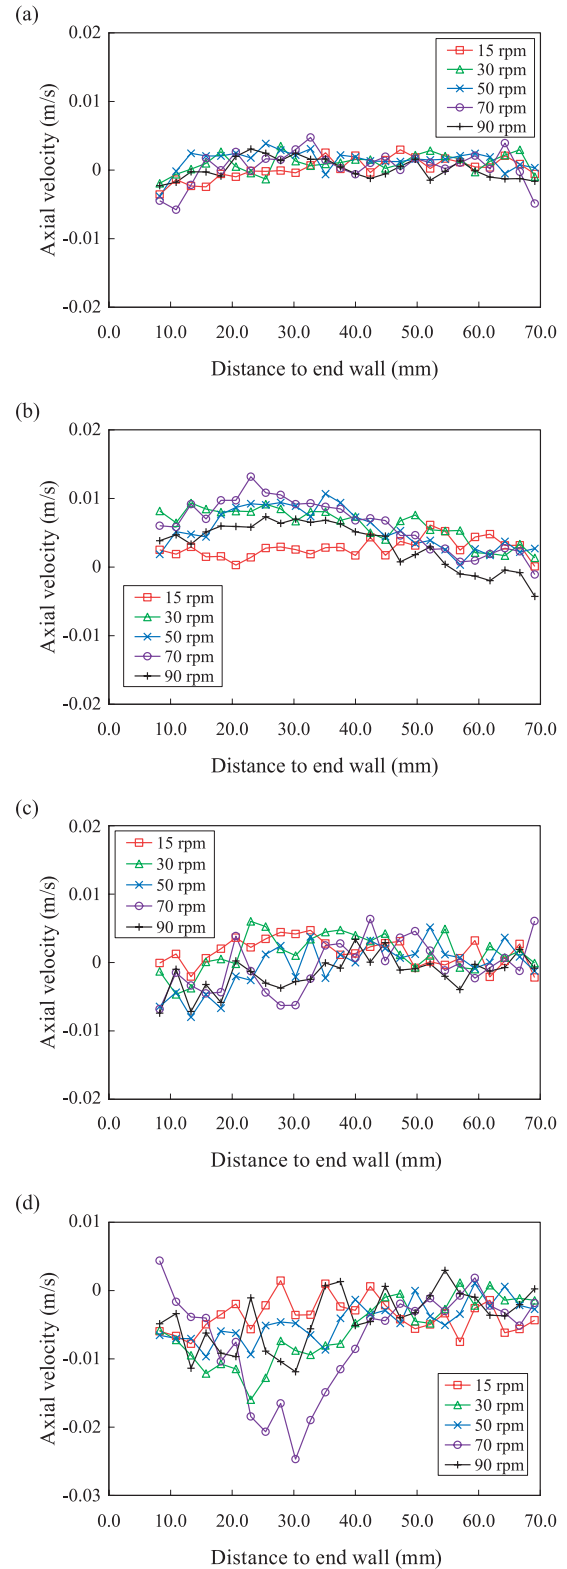 (a)
0.02
0.01
0
-0.01
-0.02
Axial velocity (m/s)
15 rpm
30 rpm
50 rpm
70 rpm
90 rpm
0.0 10.0 20.0 30.0 40.0 50.0 60.0 70.0
Distance to end wall (mm)
(b)
0.02
0.01
0
-0.01
-0.02
Axial velocity (m/s)
15 rpm
30 rpm
50 rpm
70 rpm
90 rpm
0.0 10.0 20.0 30.0 40.0 50.0 60.0 70.0
Distance to end wall (mm)
(c)
0.02
0.01
0
-0.01
-0.02
Axial velocity (m/s)
15 rpm
30 rpm
50 rpm
70 rpm
90 rpm
0.0 10.0 20.0 30.0 40.0 50.0 60.0 70.0
Distance to end wall (mm)
(d)
0.01
0
-0.01
-0.02
-0.03
Axial velocity (m/s)
15 rpm
30 rpm
50 rpm
70 rpm
90 rpm
0.0 10.0 20.0 30.0 40.0 50.0 60.0 70.0
Distance to end wall (mm)